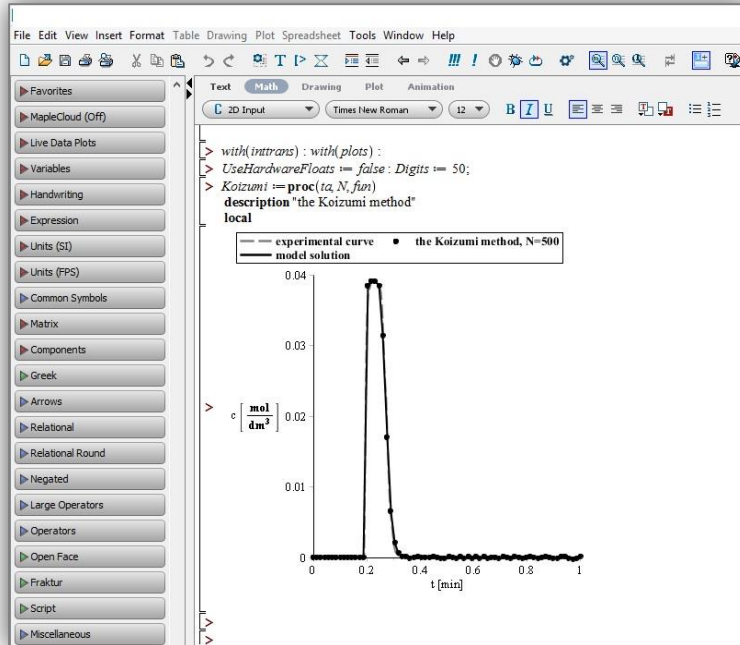 File Edit View Insert Format Table Drawing Plot Spreadsheet Tools Window Help
Text Math Drawing Plot Animation
C 2D Input Times New Roman 12 B I U
Favorites
MapleCloud (Off)
Live Data Plots
Variables
Handwriting
Expression
Units (SI)
Units (FPS)
Common Symbols
Matrix
Components
Greek
Arrows
Relational
Relational Round
Negated
Large Operators
Operators
Open Face
Fraktur
Script
Miscellaneous
> with(inttrans) : with(plots) :
> UseHardwareFloats := false : Digits := 50;
> Koizumi := proc(ta, N, fun)
description "the Koizumi method"
local
experimental curve • the Koizumi method, N=500
model solution
0.04
0.03
> c [mol/dm³] 0.02
0.01
0
0 0.2 0.4 0.6 0.8 1
t [min]
>
>